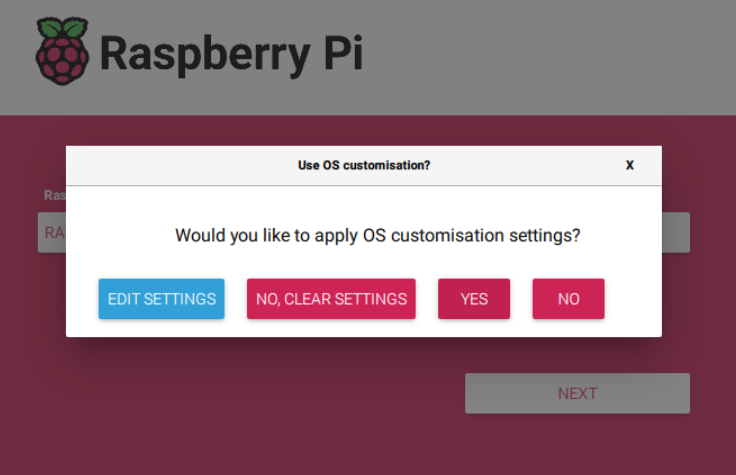 Raspberry Pi
Use OS customisation?
X
Ras
RA
Would you like to apply OS customisation settings?
EDIT SETTINGS
NO, CLEAR SETTINGS
YES
NO
NEXT